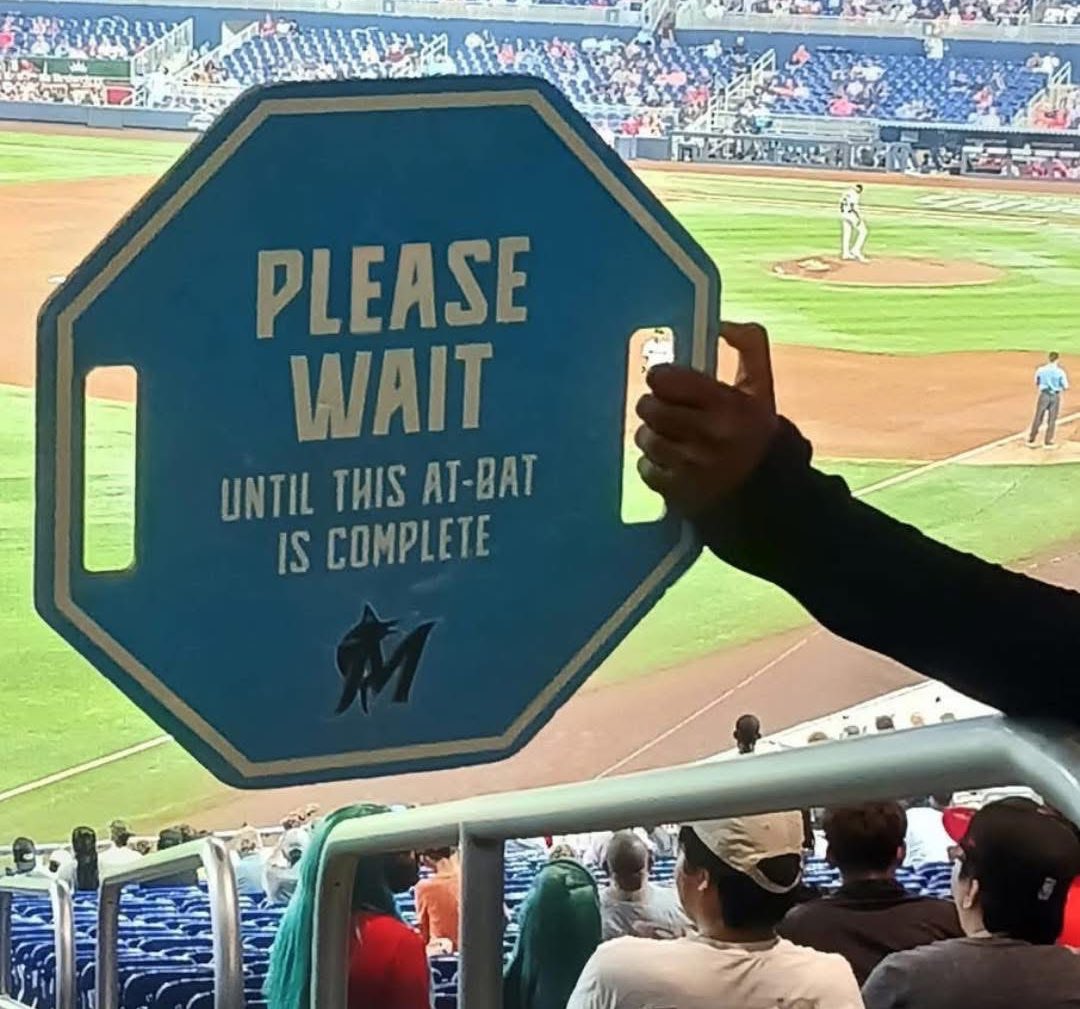 PLEASE
WAIT
UNTIL THIS AT-BAT
IS COMPLETE
M